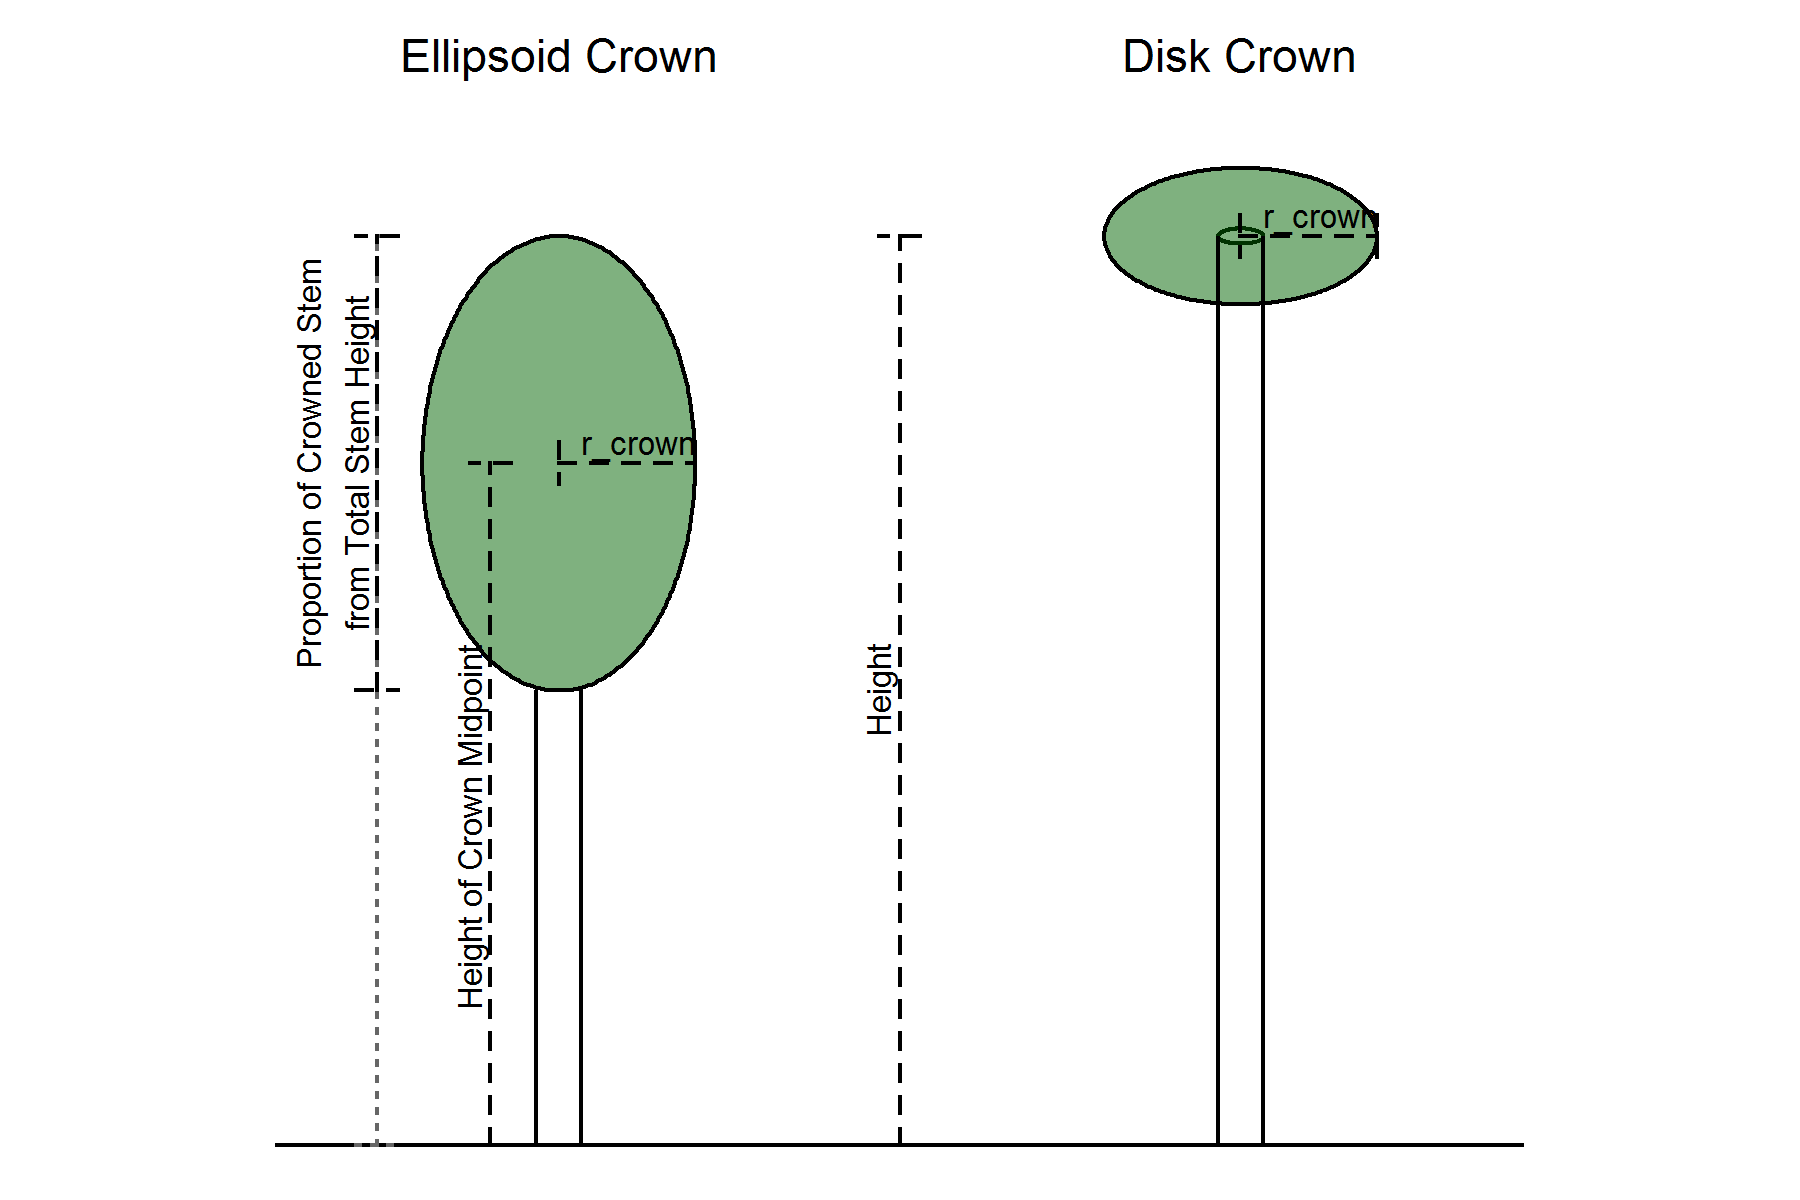 Ellipsoid Crown
Disk Crown
Proportion of Crowned Stem
from Total Stem Height
r_crown
Height of Crown Midpoint
Height
r_crown